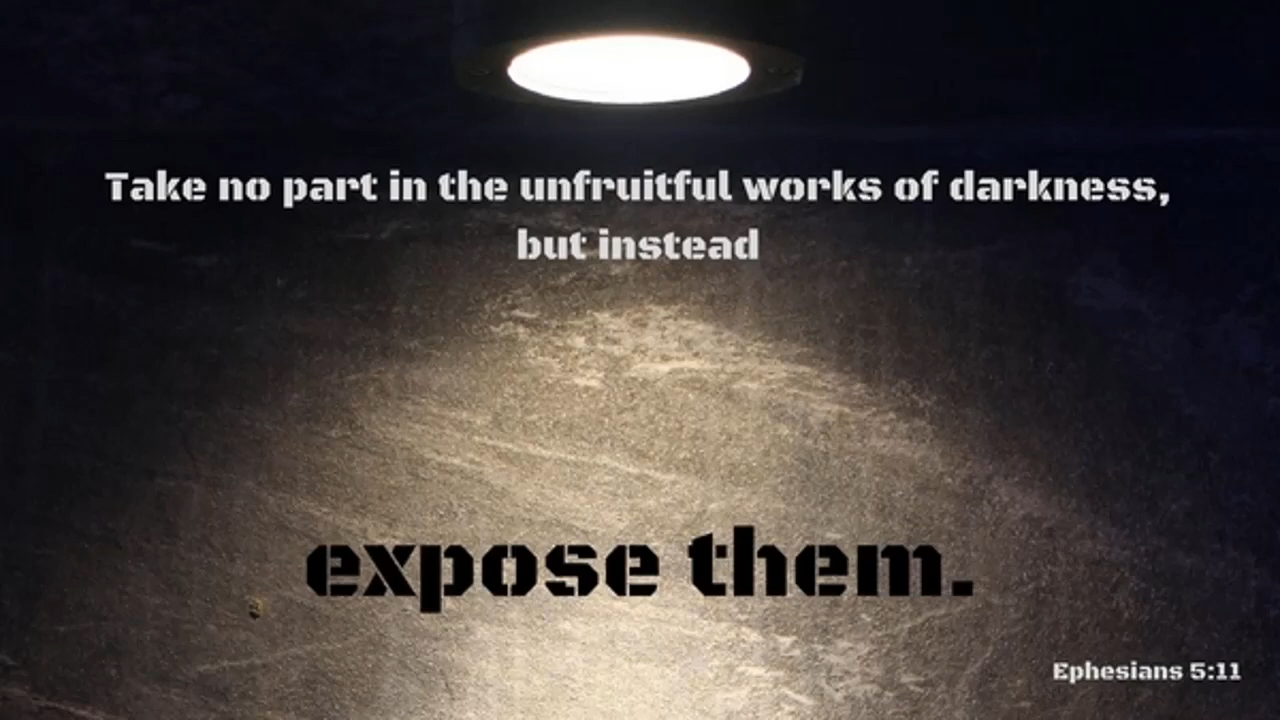 Take no part in the unfruitful works of darkness,
but instead
expose them.
Ephesians 5:11